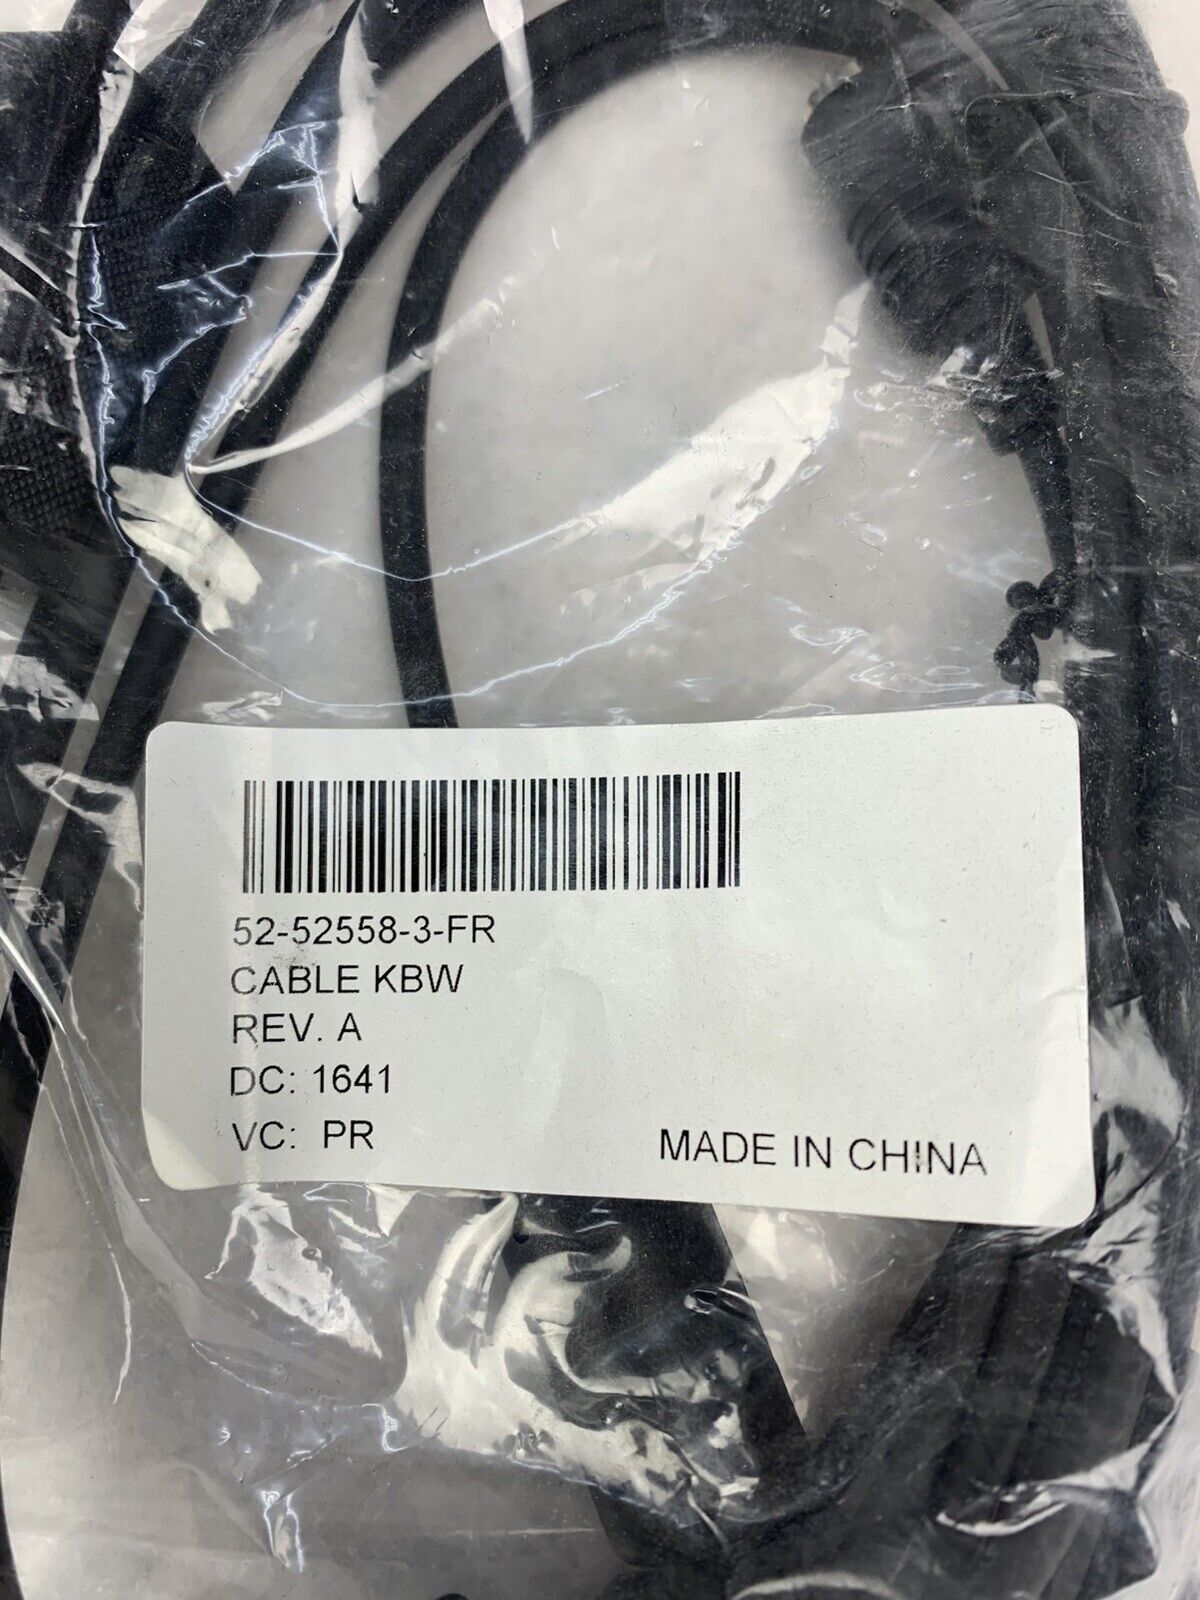 52-52558-3-FR
CABLE KBW
REV. A
DC: 1641
VC: PR
MADE IN CHINA